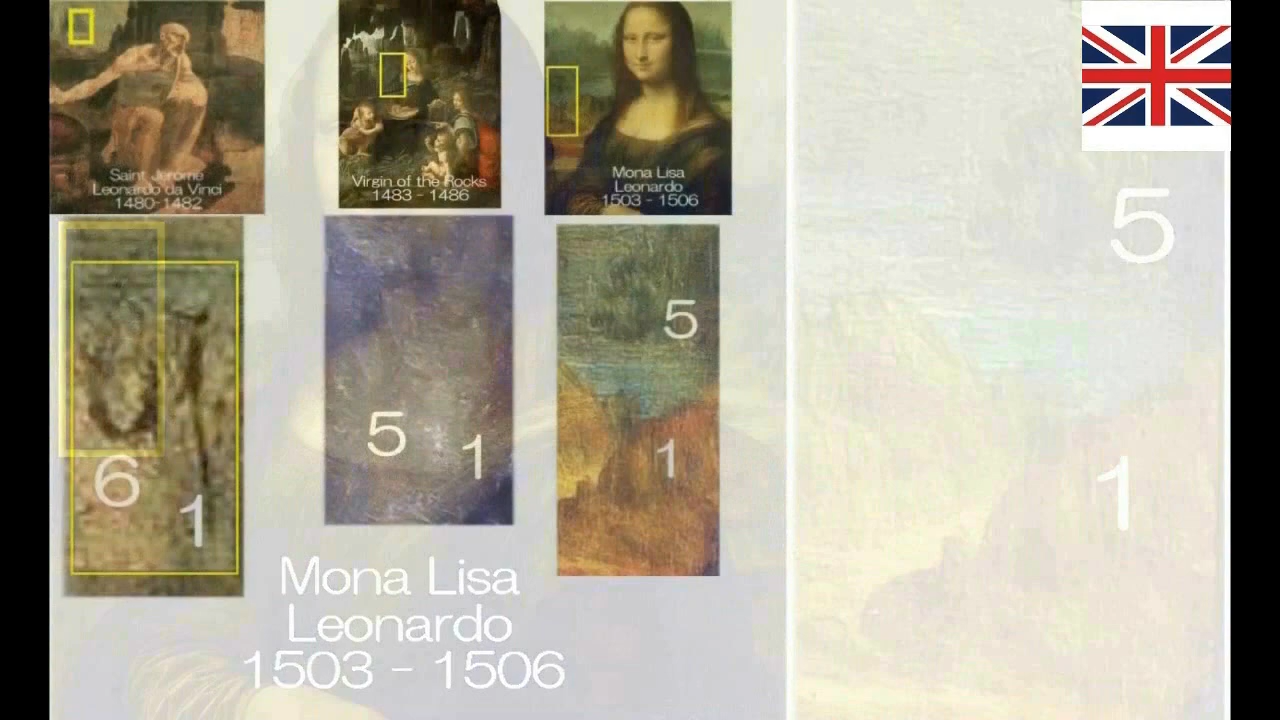 Saint Jerome
Leonardo da Vinci
1480-1482
Virgin of the Rocks
1483 - 1486
Mona Lisa
Leonardo
1503 - 1506
6
1
5
1
5
1
5
1
Mona Lisa
Leonardo
1503 - 1506